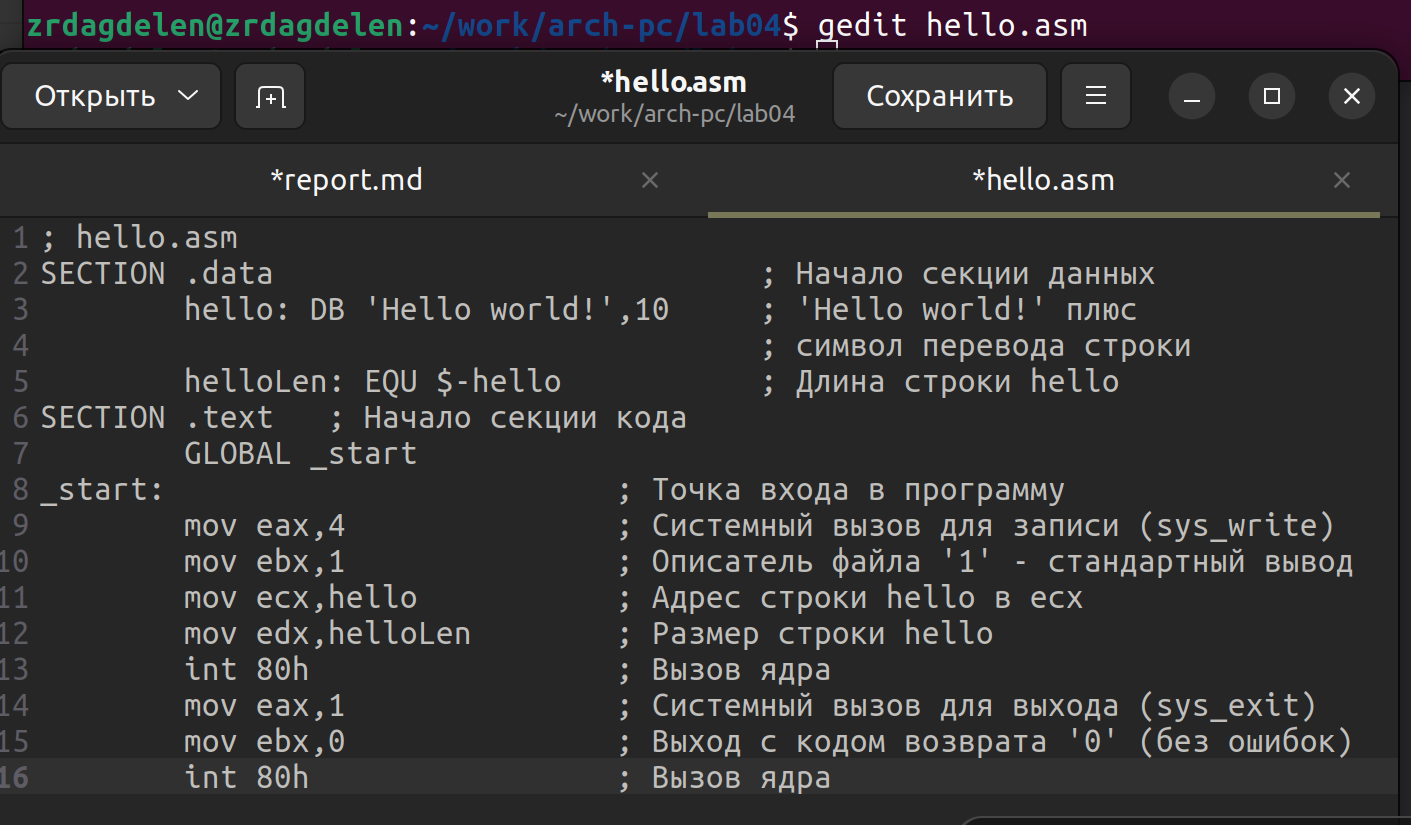 zrdagdelen@zrdagdelen:~/work/arch-pc/lab04$ gedit hello.asm
Открыть
*hello.asm
~/work/arch-pc/lab04
Сохранить
*report.md
*hello.asm
1 ; hello.asm
2 SECTION .data ; Начало секции данных
3 hello: DB 'Hello world!',10 ; 'Hello world!' плюс
4 ; символ перевода строки
5 helloLen: EQU $-hello ; Длина строки hello
6 SECTION .text ; Начало секции кода
7 GLOBAL _start
8 _start: ; Точка входа в программу
9 mov eax,4 ; Системный вызов для записи (sys_write)
10 mov ebx,1 ; Описатель файла '1' - стандартный вывод
11 mov ecx,hello ; Адрес строки hello в ecx
12 mov edx,helloLen ; Размер строки hello
13 int 80h ; Вызов ядра
14 mov eax,1 ; Системный вызов для выхода (sys_exit)
15 mov ebx,0 ; Выход с кодом возврата '0' (без ошибок)
16 int 80h ; Вызов ядра